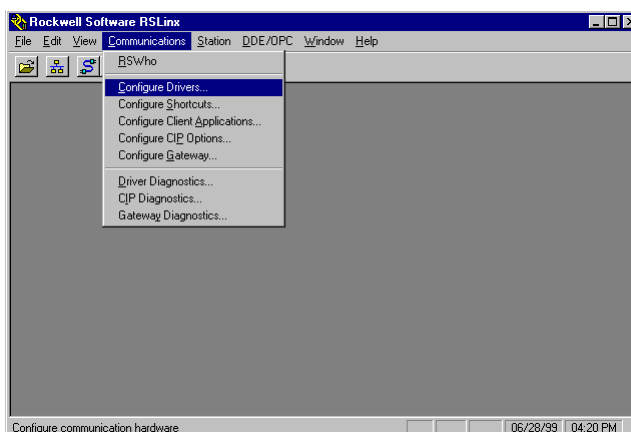 Rockwell Software RSLinx
File Edit View Communications Station DDE/OPC Window Help
RSWho
Configure Drivers...
Configure Shortcuts...
Configure Client Applications...
Configure CIP Options...
Configure Gateway...
Driver Diagnostics...
CIP Diagnostics...
Gateway Diagnostics...
Configure communication hardware 06/28/99 04:20 PM